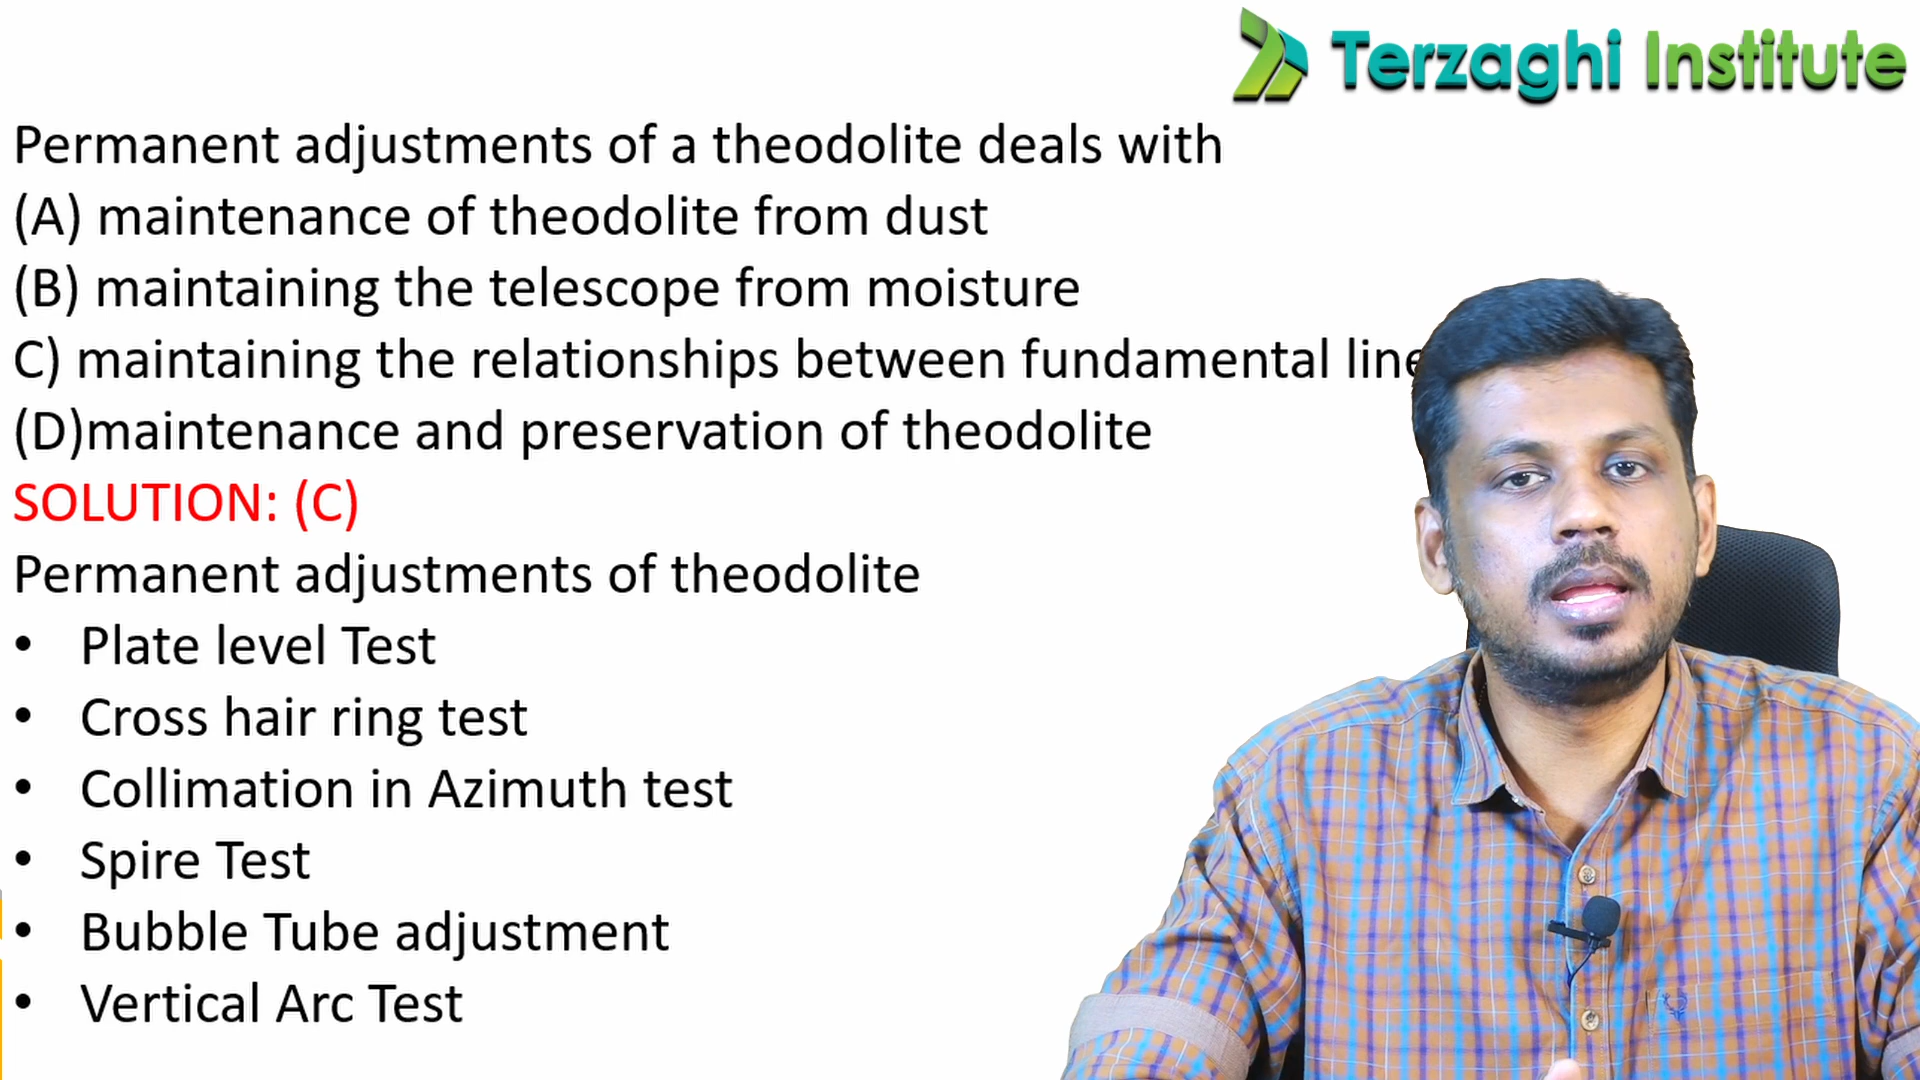 Terzaghi Institute
Permanent adjustments of a theodolite deals with
(A) maintenance of theodolite from dust
(B) maintaining the telescope from moisture
C) maintaining the relationships between fundamental
(D)maintenance and preservation of theodolite
SOLUTION: (C)
Permanent adjustments of theodolite
• Plate level Test
• Cross hair ring test
• Collimation in Azimuth test
• Spire Test
• Bubble Tube adjustment
• Vertical Arc Test